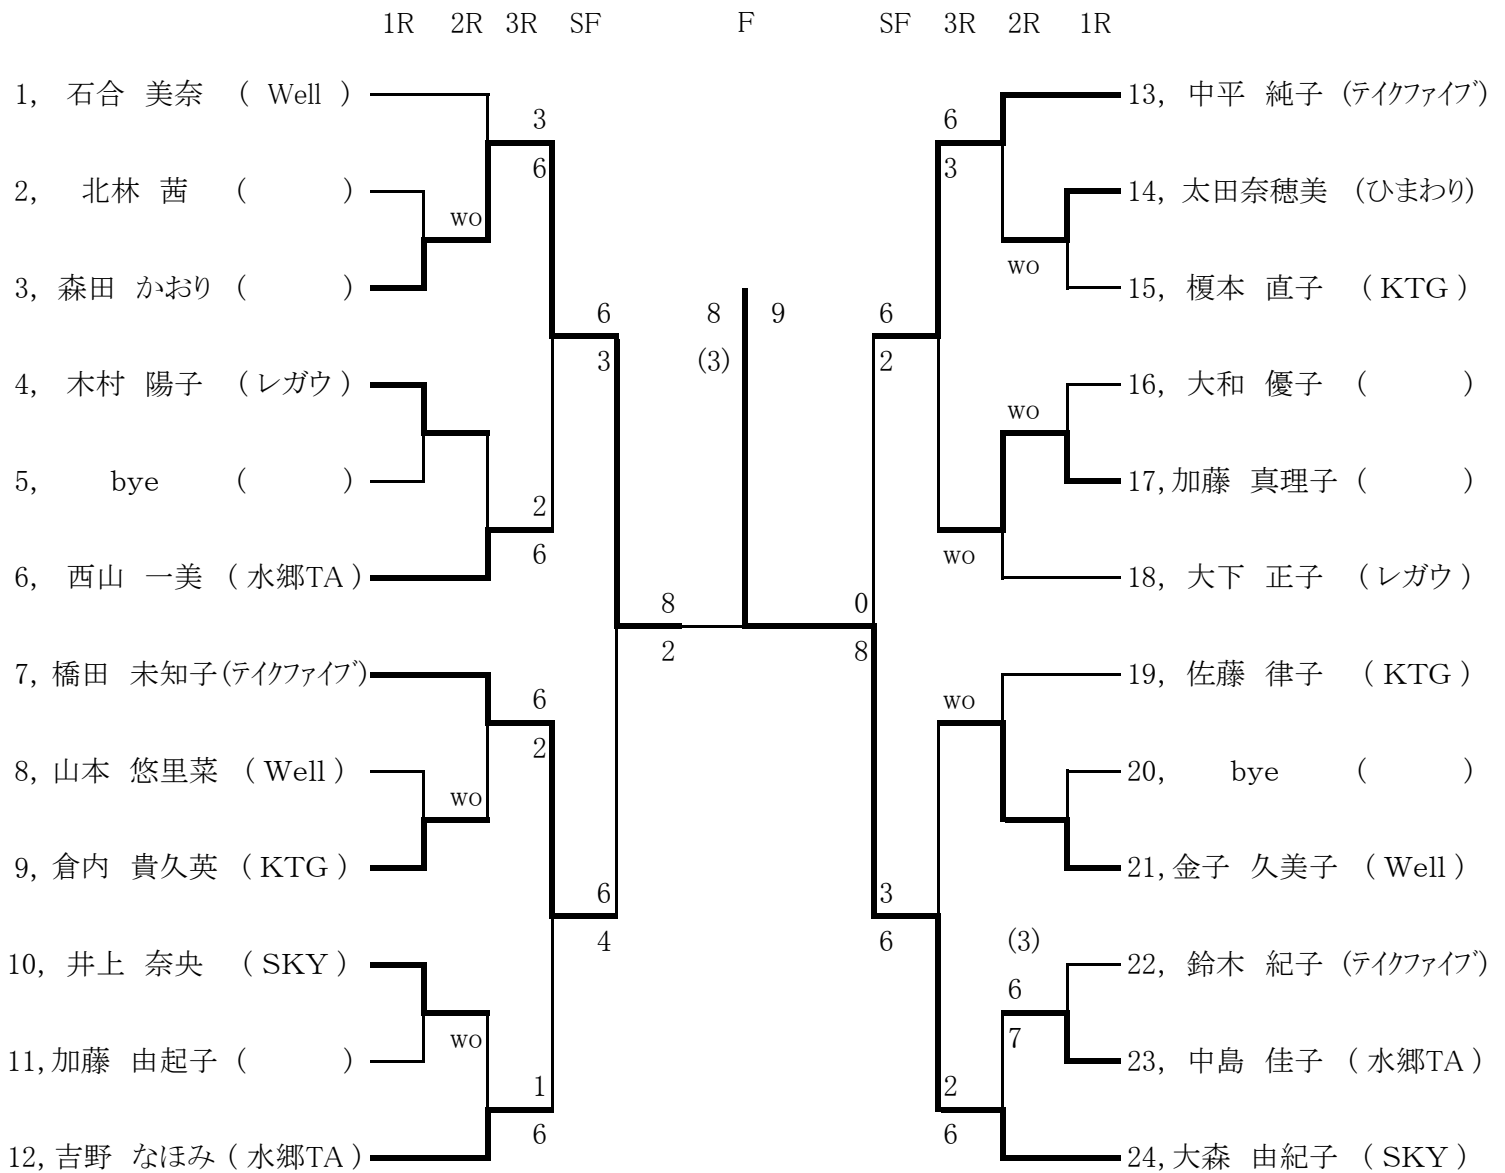 1R 2R 3R SF F SF 3R 2R 1R
1, 石合 美奈 ( Well )
3
6
2, 北林 茜 ( )
wo
3, 森田 かおり ( )
6
3
4, 木村 陽子 (レガウ)
5, bye ( )
2
6
6, 西山 一美 (水郷TA)
8
2
7, 橋田 未知子(テイクファイブ)
6
2
8, 山本 悠里菜 (Well)
wo
9, 倉内 貴久英 (KTG)
6
4
10, 井上 奈央 (SKY)
wo
11, 加藤 由起子 ( )
1
6
12, 吉野 なほみ (水郷TA)
8 9
(3)
13, 中平 純子 (テイクファイブ)
6
3
14, 太田奈穂美 (ひまわり)
wo
15, 榎本 直子 (KTG)
6
2
16, 大和 優子 ( )
wo
17, 加藤 真理子 ( )
wo
18, 大下 正子 (レガウ)
0
8
19, 佐藤 律子 (KTG)
wo
20, bye ( )
21, 金子 久美子 (Well)
3
6
(3)
22, 鈴木 紀子 (テイクファイブ)
6
7
23, 中島 佳子 (水郷TA)
2
6
24, 大森 由紀子 (SKY)